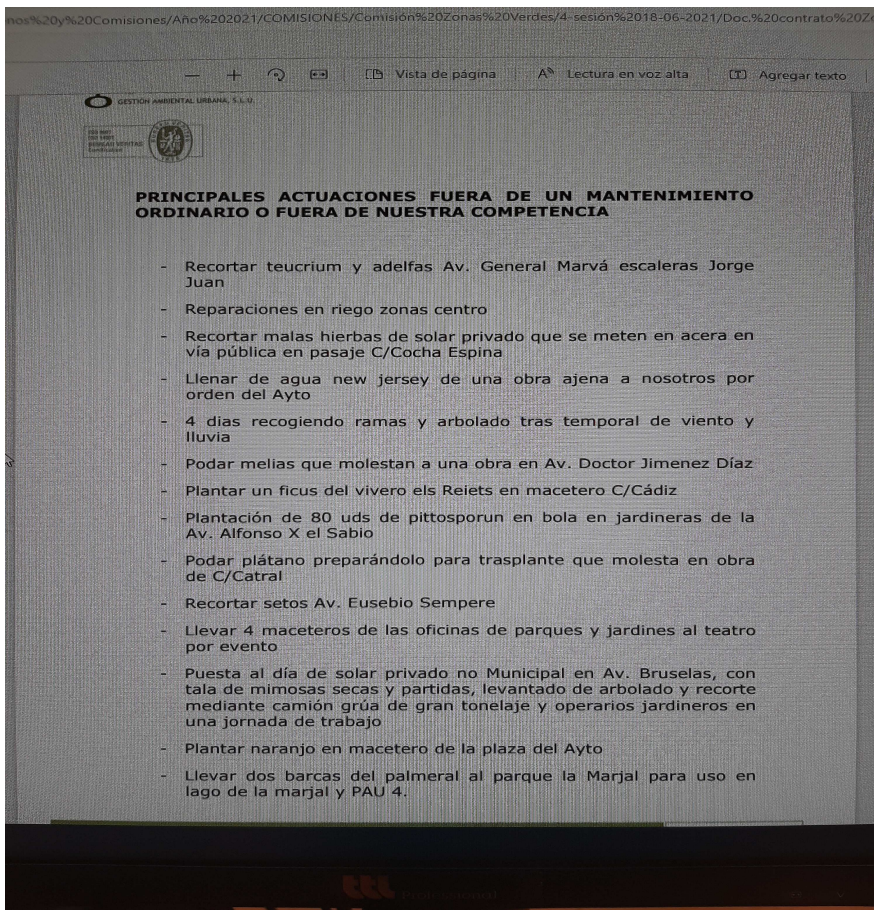 nos%20y%20Comisiones/Año%202021/COMISIONES/Comisión%20Zonas%20Verdes/4-sesión%2018-06-2021/Doc.%20contrato%20Zo
Vista de página
Lectura en voz alta
Agregar texto
GESTIÓN AMBIENTAL URBANA, S.L.U.
BUREAU VERITAS
Certification
PRINCIPALES ACTUACIONES FUERA DE UN MANTENIMIENTO
ORDINARIO O FUERA DE NUESTRA COMPETENCIA
- Recortar teucrium y adelfas Av. General Marvá escaleras Jorge
Juan
- Reparaciones en riego zonas centro
- Recortar malas hierbas de solar privado que se meten en acera en
vía pública en pasaje C/Cocha Espina
- Llenar de agua new jersey de una obra ajena a nosotros por
orden del Ayto
- 4 dias recogiendo ramas y arbolado tras temporal de viento y
lluvia
- Podar melias que molestan a una obra en Av. Doctor Jimenez Díaz
- Plantar un ficus del vivero els Reiets en macetero C/Cádiz
- Plantación de 80 uds de pittosporun en bola en jardineras de la
Av. Alfonso X el Sabio
- Podar plátano preparándolo para trasplante que molesta en obra
de C/Catral
- Recortar setos Av. Eusebio Sempere
- Llevar 4 maceteros de las oficinas de parques y jardines al teatro
por evento
- Puesta al día de solar privado no Municipal en Av. Bruselas, con
tala de mimosas secas y partidas, levantado de arbolado y recorte
mediante camión grúa de gran tonelaje y operarios jardineros en
una jornada de trabajo
- Plantar naranjo en macetero de la plaza del Ayto
- Llevar dos barcas del palmeral al parque la Marjal para uso en
lago de la marjal y PAU 4.